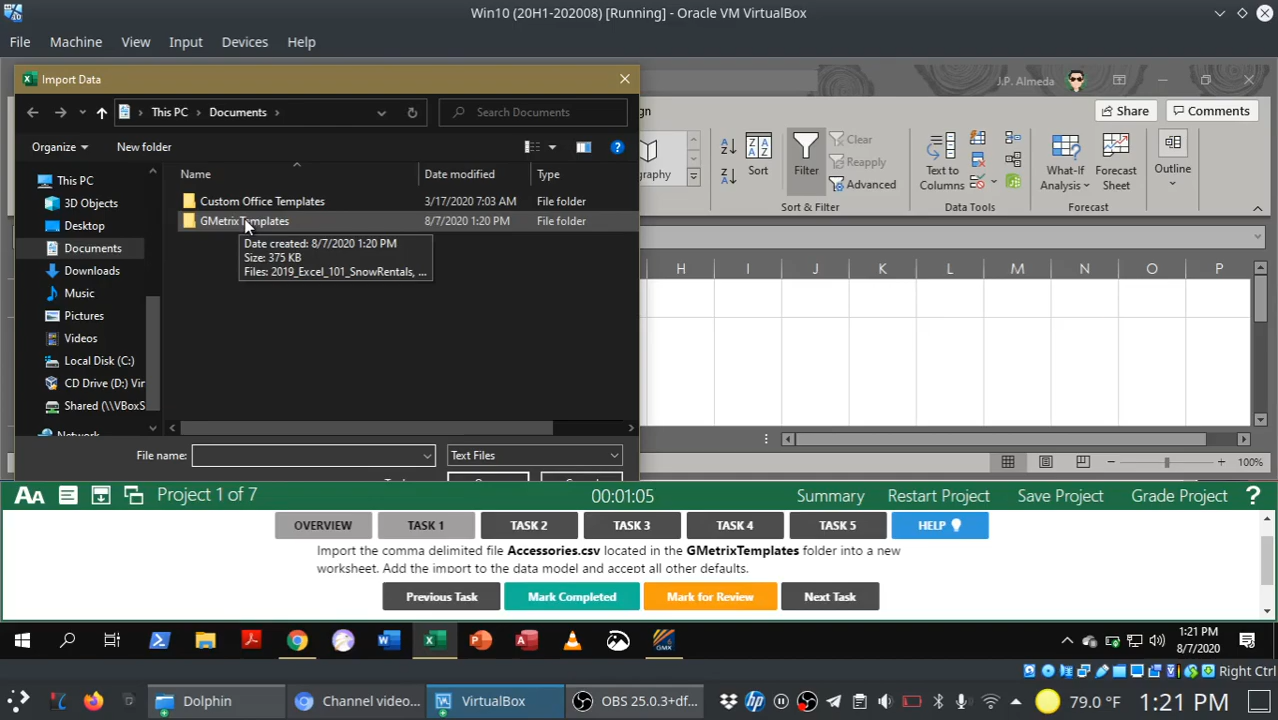 Win10 (20H1-202008) [Running] - Oracle VM VirtualBox
File Machine View Input Devices Help
Import Data
This PC Documents
Search Documents
Organize New folder
Name Date modified Type
This PC
3D Objects
Desktop
Documents
Downloads
Music
Pictures
Videos
Local Disk (C:)
CD Drive (D:) Vir
Shared (\\VBoxS
Network
Custom Office Templates 3/17/2020 7:03 AM File folder
GMetrixTemplates 8/7/2020 1:20 PM File folder
Date created: 8/7/2020 1:20 PM
Size: 375 KB
Files: 2019_Excel_101_SnowRentals, ...
File name: Text Files
J.P. Almeda
Share Comments
Sort Filter Clear
Reapply
Advanced
Text to
Columns
What-If
Analysis
Forecast
Sheet
Outline
Sort & Filter Data Tools Forecast
H I J K L M N O P
100%
AA Project 1 of 7 00:01:05 Summary Restart Project Save Project Grade Project ?
OVERVIEW TASK 1 TASK 2 TASK 3 TASK 4 TASK 5 HELP
Import the comma delimited file Accessories.csv located in the GMetrixTemplates folder into a new
worksheet. Add the import to the data model and accept all other defaults.
Previous Task Mark Completed Mark for Review Next Task
1:21 PM
8/7/2020
Right Ctrl
Dolphin Channel video... VirtualBox OBS 25.0.3+df... 79.0 °F 1:21 PM